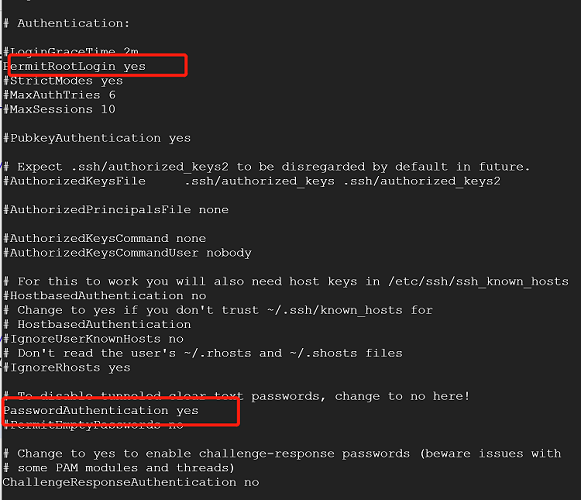 # Authentication:
#LoginGraceTime 2m
PermitRootLogin yes
#StrictModes yes
#MaxAuthTries 6
#MaxSessions 10
#PubkeyAuthentication yes
# Expect .ssh/authorized_keys2 to be disregarded by default in future.
#AuthorizedKeysFile     .ssh/authorized_keys .ssh/authorized_keys2
#AuthorizedPrincipalsFile none
#AuthorizedKeysCommand none
#AuthorizedKeysCommandUser nobody
# For this to work you will also need host keys in /etc/ssh/ssh_known_hosts
#HostbasedAuthentication no
# Change to yes if you don't trust ~/.ssh/known_hosts for
# HostbasedAuthentication
#IgnoreUserKnownHosts no
# Don't read the user's ~/.rhosts and ~/.shosts files
#IgnoreRhosts yes
# To disable tunneled clear text passwords, change to no here!
PasswordAuthentication yes
#PermitEmptyPasswords no
# Change to yes to enable challenge-response passwords (beware issues with
# some PAM modules and threads)
ChallengeResponseAuthentication no